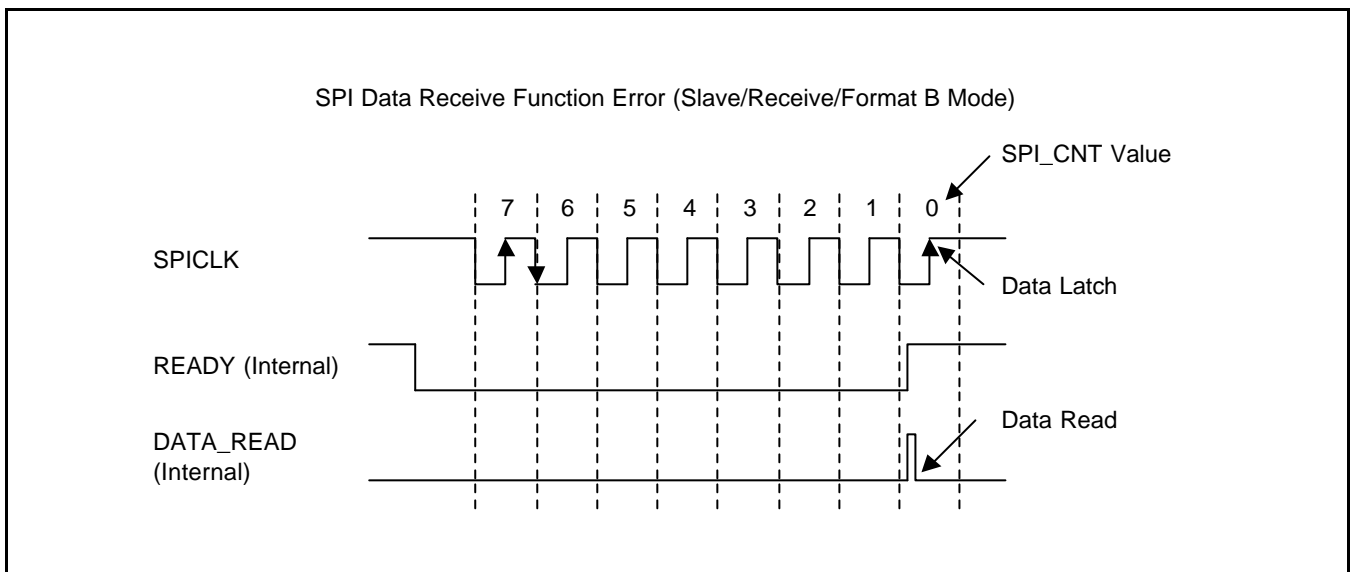 SPI Data Receive Function Error (Slave/Receive/Format B Mode)
SPI_CNT Value
7 6 5 4 3 2 1 0
SPICLK
Data Latch
READY (Internal)
Data Read
DATA_READ
(Internal)